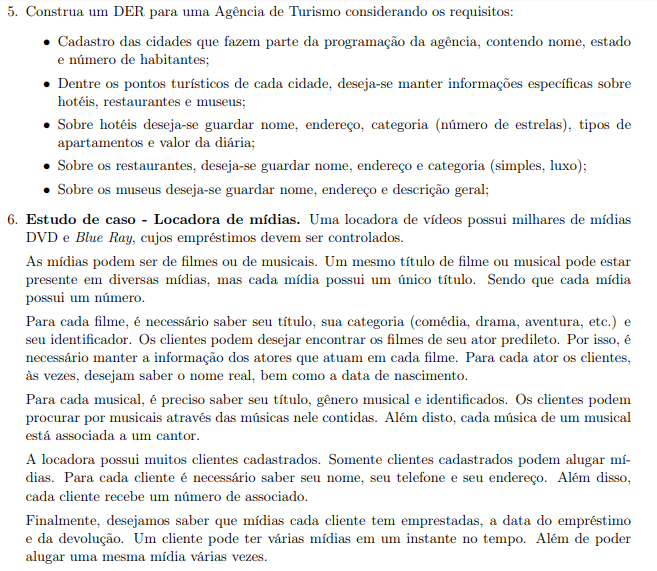 5. Construa um DER para uma Agência de Turismo considerando os requisitos:
• Cadastro das cidades que fazem parte da programação da agência, contendo nome, estado
e número de habitantes;
• Dentre os pontos turísticos de cada cidade, deseja-se manter informações específicas sobre
hotéis, restaurantes e museus;
• Sobre hotéis deseja-se guardar nome, endereço, categoria (número de estrelas), tipos de
apartamentos e valor da diária;
• Sobre os restaurantes, deseja-se guardar nome, endereço e categoria (simples, luxo);
• Sobre os museus deseja-se guardar nome, endereço e descrição geral;
6. Estudo de caso - Locadora de mídias. Uma locadora de vídeos possui milhares de mídias
DVD e Blue Ray, cujos empréstimos devem ser controlados.
As mídias podem ser de filmes ou de musicais. Um mesmo título de filme ou musical pode estar
presente em diversas mídias, mas cada mídia possui um único título. Sendo que cada mídia
possui um número.
Para cada filme, é necessário saber seu título, sua categoria (comédia, drama, aventura, etc.) e
seu identificador. Os clientes podem desejar encontrar os filmes de seu ator predileto. Por isso, é
necessário manter a informação dos atores que atuam em cada filme. Para cada ator os clientes,
às vezes, desejam saber o nome real, bem como a data de nascimento.
Para cada musical, é preciso saber seu título, gênero musical e identificados. Os clientes podem
procurar por musicais através das músicas nele contidas. Além disto, cada música de um musical
está associada a um cantor.
A locadora possui muitos clientes cadastrados. Somente clientes cadastrados podem alugar mí-
dias. Para cada cliente é necessário saber seu nome, seu telefone e seu endereço. Além disso,
cada cliente recebe um número de associado.
Finalmente, desejamos saber que mídias cada cliente tem emprestadas, a data do empréstimo
e da devolução. Um cliente pode ter várias mídias em um instante no tempo. Além de poder
alugar uma mesma mídia várias vezes.